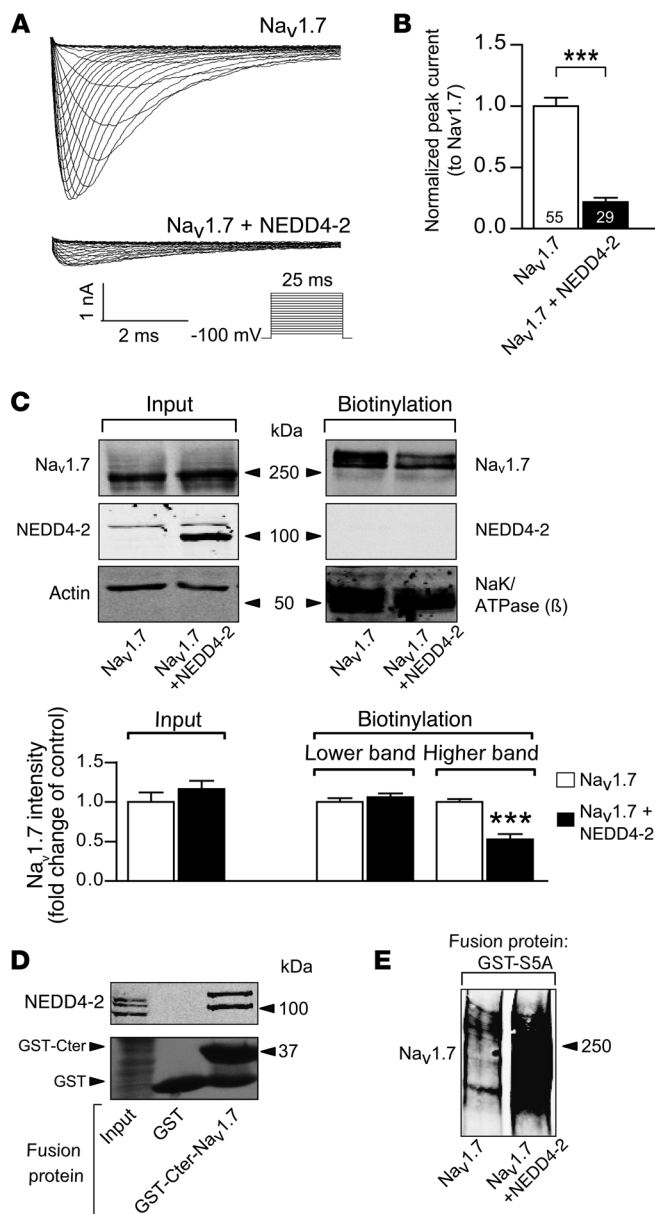 A
Nav1.7
Nav1.7 + NEDD4-2
1 nA
2 ms
25 ms
-100 mV
B
Normalized peak current
(to Nav1.7)
1.5
1.0
0.5
0.0
***
55
29
Nav1.7
Nav1.7 + NEDD4-2
C
Input
kDa
Biotinylation
Nav1.7
250
Nav1.7
NEDD4-2
100
NEDD4-2
Actin
50
NaK/
ATPase (ß)
Nav1.7
Nav1.7
+NEDD4-2
Nav1.7
Nav1.7
+NEDD4-2
Input
Biotinylation
Lower band
Higher band
Nav1.7 intensity
(fold change of control)
1.5
1.0
0.5
0.0
***
Nav1.7
Nav1.7 +
NEDD4-2
D
kDa
NEDD4-2
100
GST-Cter
37
GST
Fusion
protein
Input
GST
GST-Cter-Nav1.7
E
Fusion protein:
GST-S5A
Nav1.7
250
Nav1.7
Nav1.7
+NEDD4-2